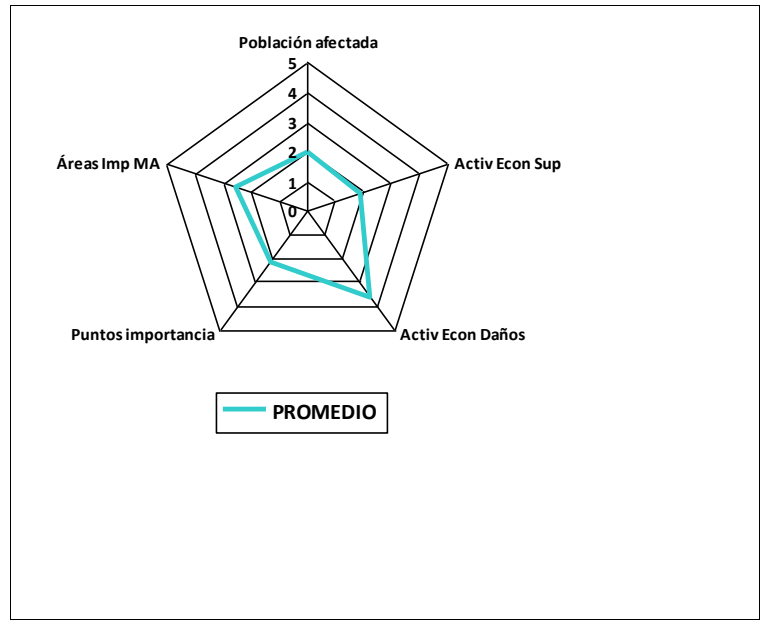 Población afectada
5
4
3
2
1
0
Áreas Imp MA
Activ Econ Sup
Puntos importancia
Activ Econ Daños
PROMEDIO